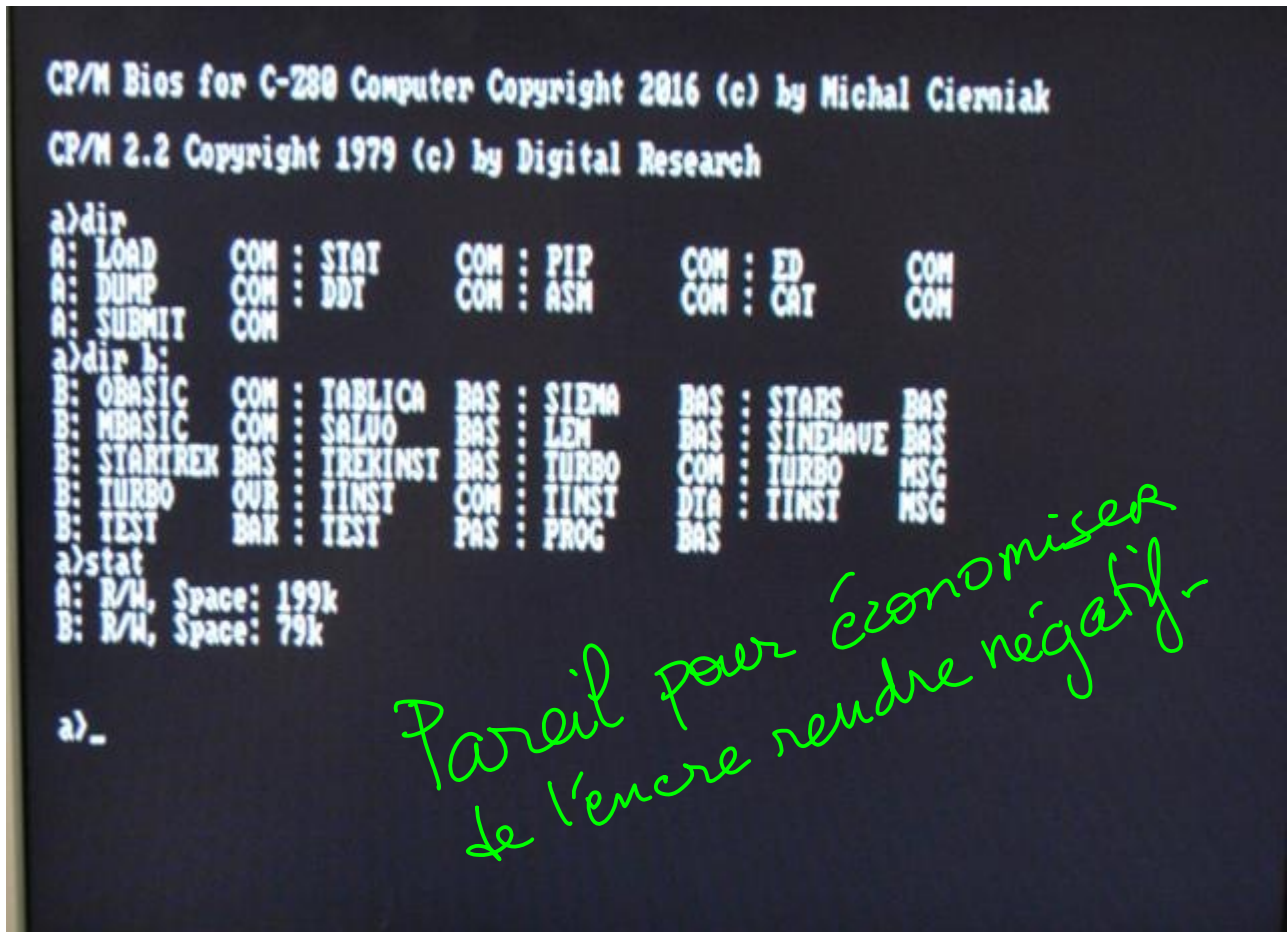 CP/M Bios for C-Z80 Computer Copyright 2016 (c) by Michal Cierniak
CP/M 2.2 Copyright 1979 (c) by Digital Research
a>dir
A: LOAD     COM : STAT     COM : PIP      COM : ED       COM
A: DUMP     COM : DDT      COM : ASM      COM : CAT      COM
A: SUBMIT   COM
a>dir b:
B: OBASIC   COM : TABLICA  BAS : SIEMA    BAS : STARS    BAS
B: MBASIC   COM : SALVO    BAS : LEM      BAS : SINEWAVE BAS
B: STARTREK BAS : TREKINST BAS : TURBO    COM : TURBO    MSG
B: TURBO    OVR : TINST    COM : TINST    DTA : TINST    MSG
B: TEST     BAK : TEST     PAS : PROG     BAS
a>stat
A: R/W, Space: 199k
B: R/W, Space: 79k
a>_
Pareil pour économiser
de l'encre rendre négatif.